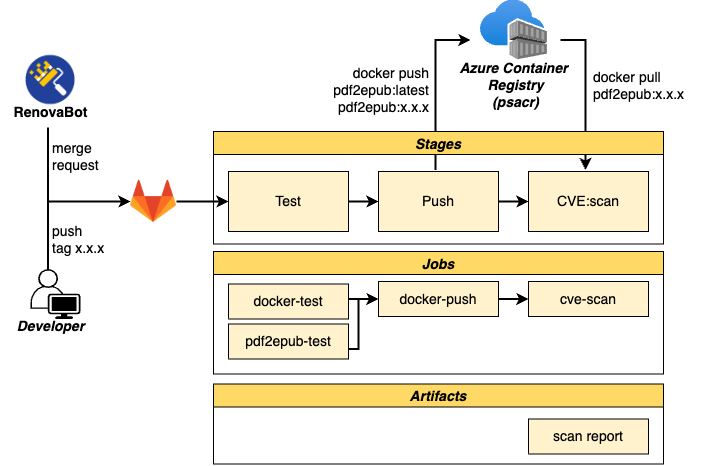 docker push
pdf2epub:latest
pdf2epub:x.x.x
Azure Container
Registry
(psacr)
docker pull
pdf2epub:x.x.x
RenovaBot
merge
request
push
tag x.x.x
Developer
Stages
Test
Push
CVE:scan
Jobs
docker-test
docker-push
cve-scan
pdf2epub-test
Artifacts
scan report